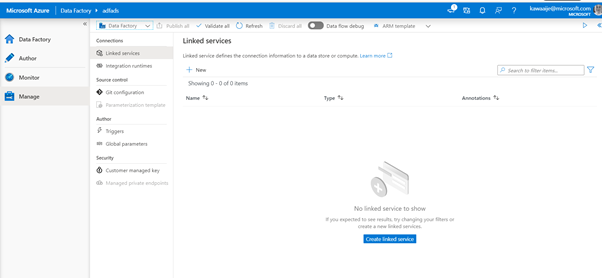 Microsoft Azure | Data Factory > adfads
kawaaje@microsoft.com
MICROSOFT
Data Factory
Author
Monitor
Manage
Data Factory Publish all Validate all Refresh Discard all Data flow debug ARM template
Connections
Linked services
Integration runtimes
Source control
Git configuration
Parameterization template
Author
Triggers
Global parameters
Security
Customer managed key
Managed private endpoints
Linked services
Linked service defines the connection information to a data store or compute. Learn more
+ New
Search to filter items...
Showing 0 - 0 of 0 items
Name Type Annotations
No linked service to show
If you expected to see results, try changing your filters or
create a new linked services.
Create linked service